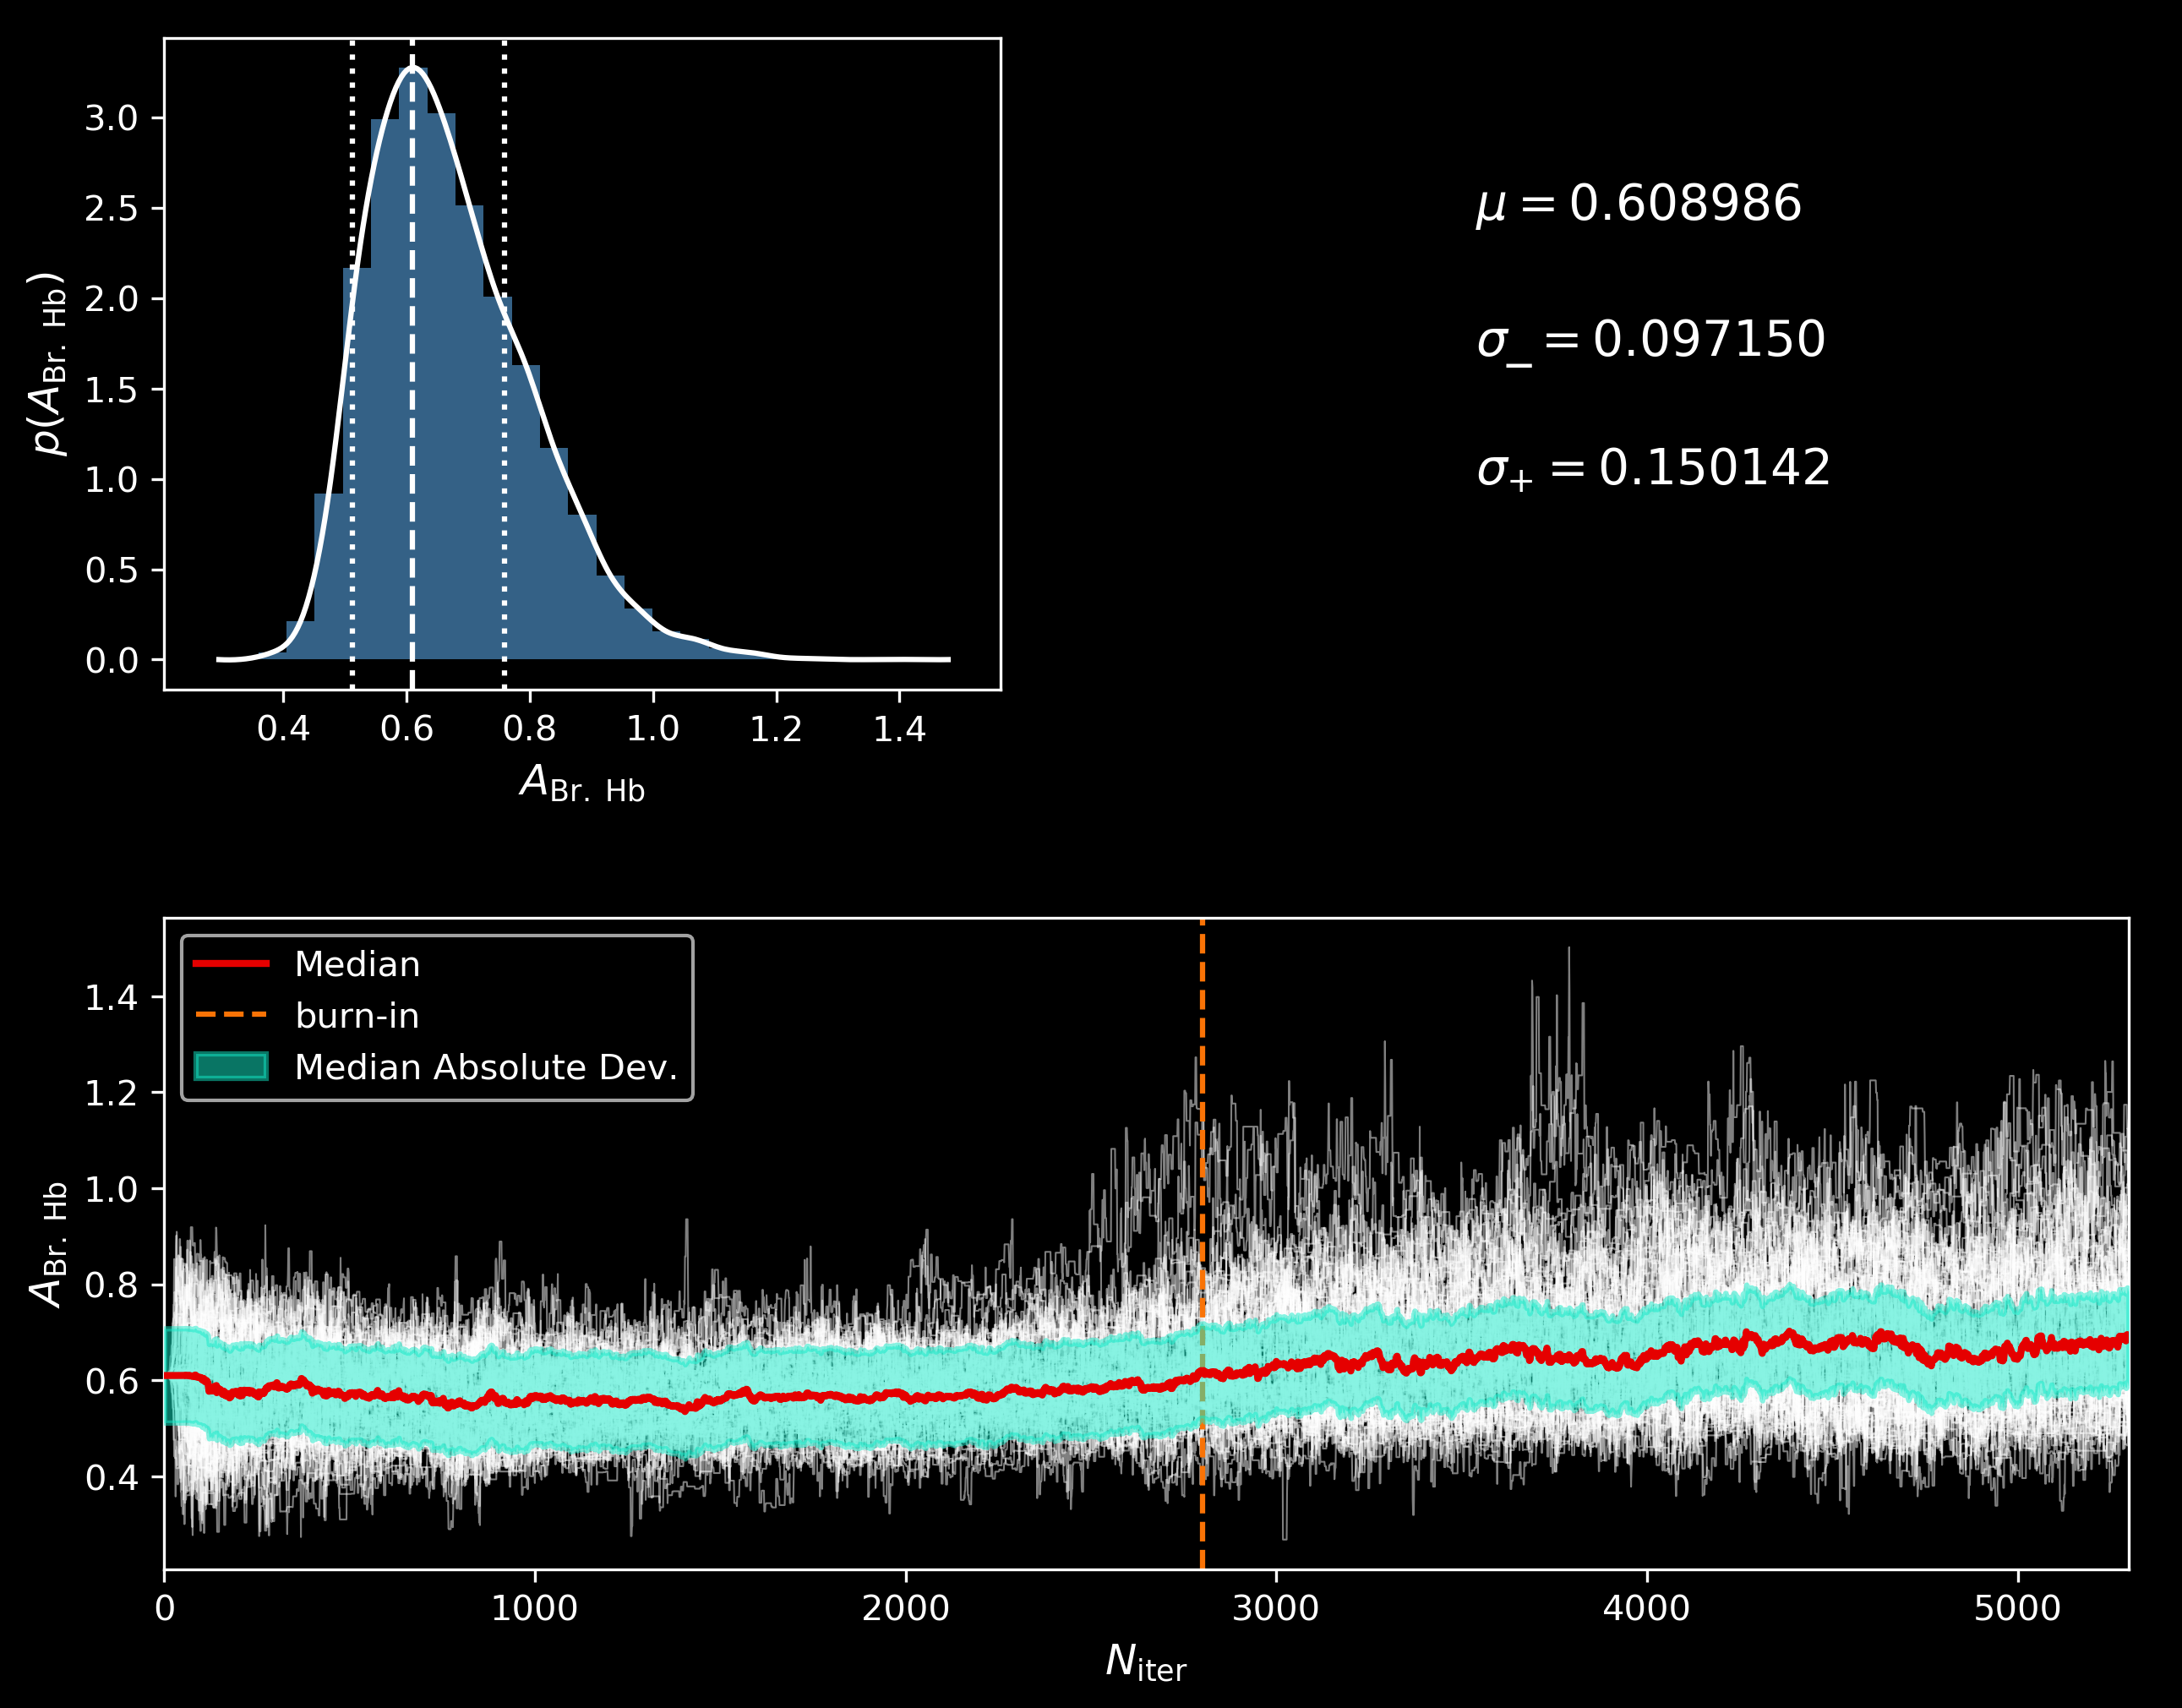 p(A_Br. Hb)
3.0
2.5
2.0
1.5
1.0
0.5
0.0
0.4 0.6 0.8 1.0 1.2 1.4
A_Br. Hb
μ = 0.608986
σ_− = 0.097150
σ_+ = 0.150142
A_Br. Hb
1.4
1.2
1.0
0.8
0.6
0.4
Median
burn-in
Median Absolute Dev.
0 1000 2000 3000 4000 5000
N_iter